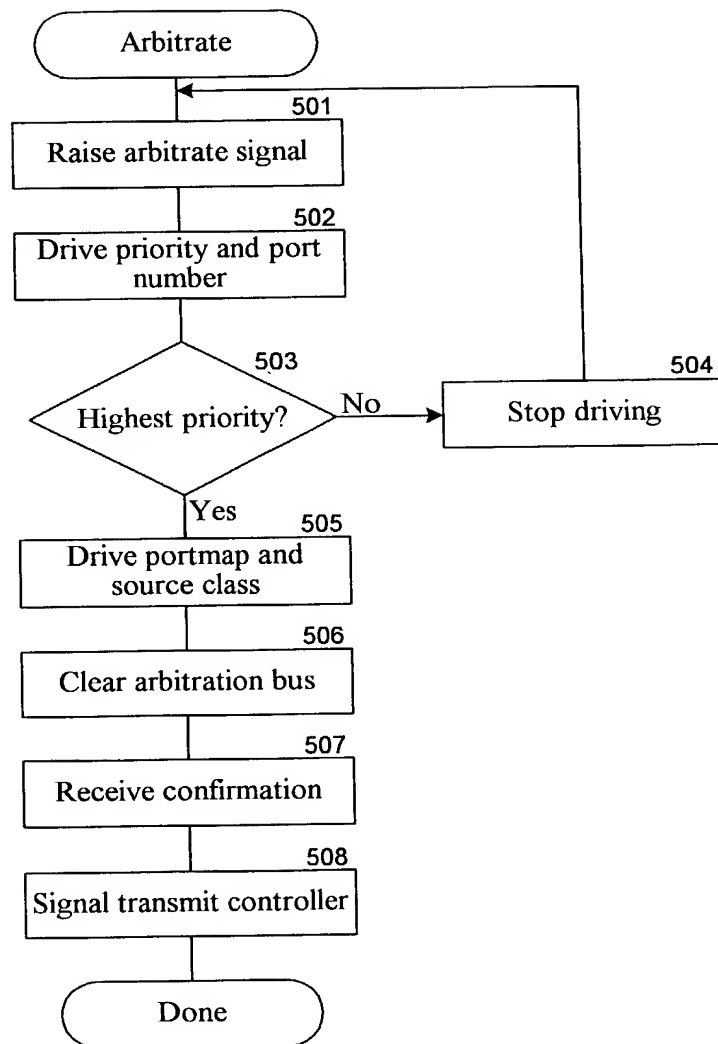 Arbitrate
501
Raise arbitrate signal
502
Drive priority and port
number
503
Highest priority?
No
504
Stop driving
Yes
505
Drive portmap and
source class
506
Clear arbitration bus
507
Receive confirmation
508
Signal transmit controller
Done